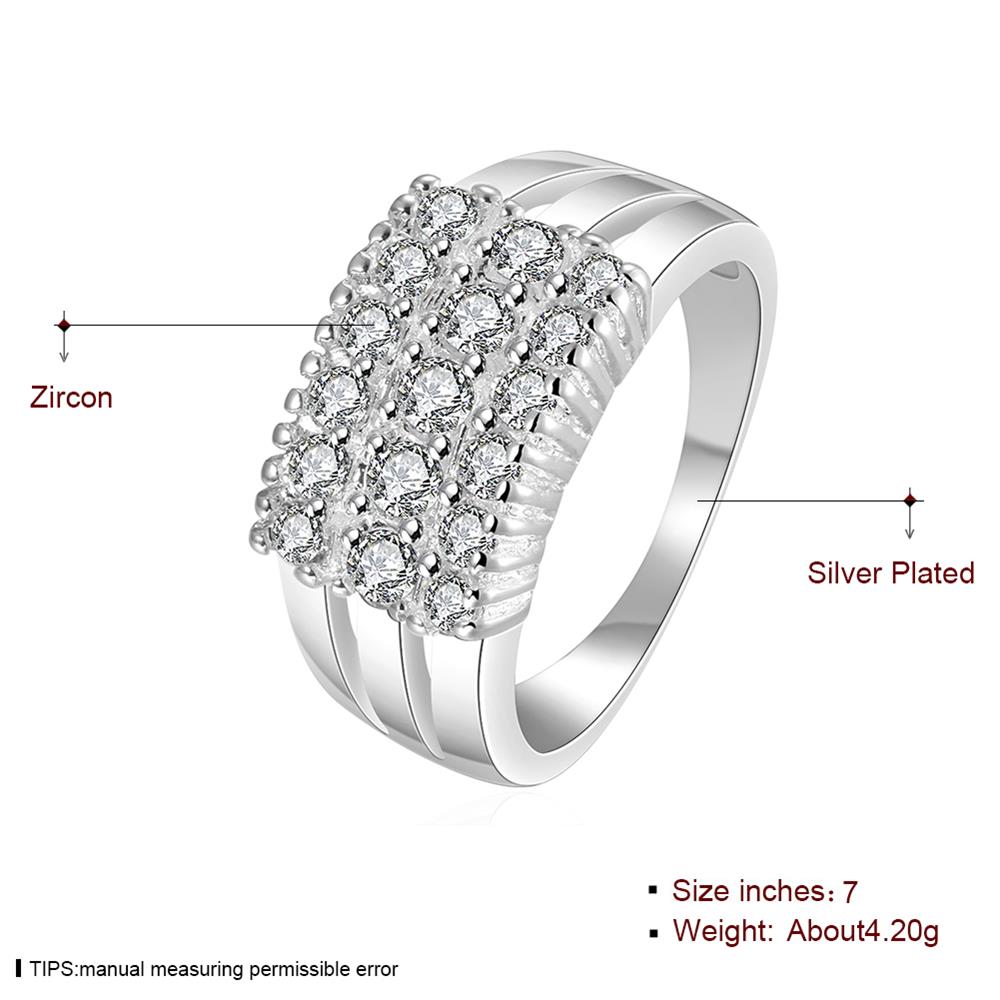 Zircon
Silver Plated
Size inches: 7
Weight: About4.20g
TIPS:manual measuring permissible error